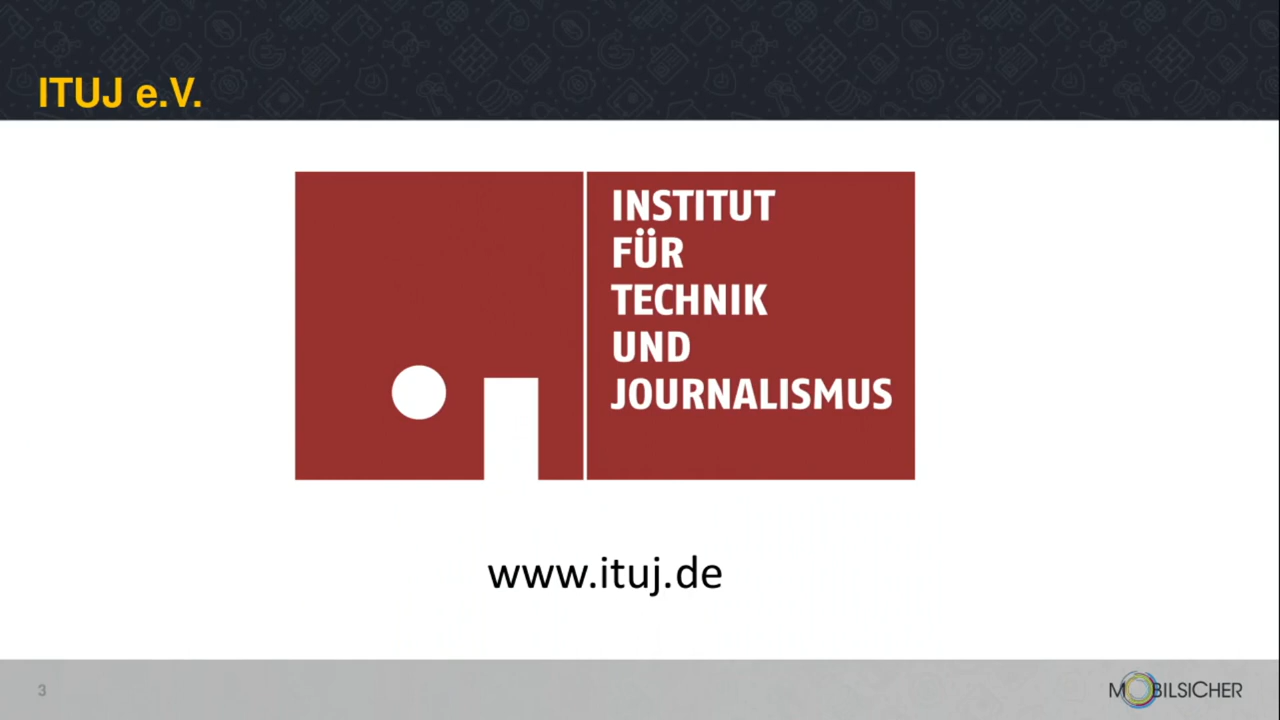 ITUJ e.V.
INSTITUT
FÜR
TECHNIK
UND
JOURNALISMUS
www.ituj.de
3
MOBILSICHER